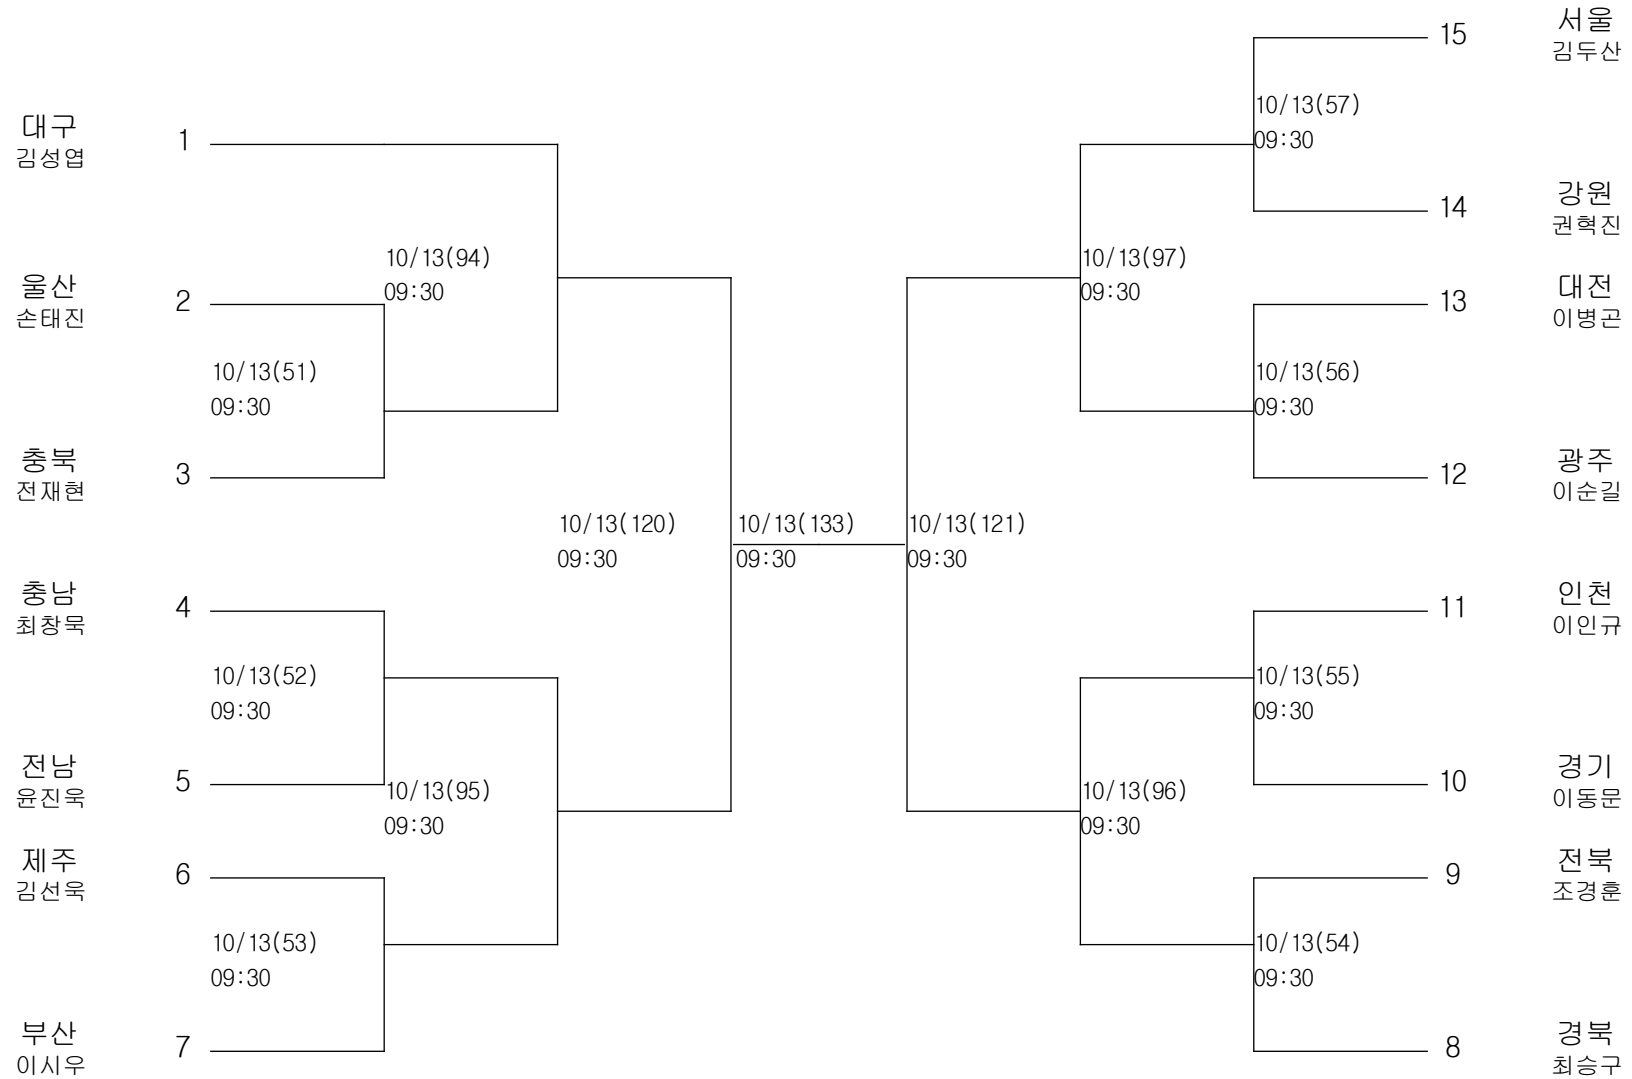 서울
15
김두산
10/13(57)
09:30
대구
1
김성엽
강원
14
권혁진
10/13(94)
09:30
10/13(97)
09:30
울산
2
손태진
대전
13
이병곤
10/13(51)
09:30
10/13(56)
09:30
충북
3
전재현
광주
12
이순길
10/13(120)
09:30
10/13(133)
09:30
10/13(121)
09:30
충남
4
최창묵
인천
11
이인규
10/13(52)
09:30
10/13(55)
09:30
전남
5
윤진욱
경기
10
이동문
10/13(95)
09:30
10/13(96)
09:30
제주
6
김선욱
전북
9
조경훈
10/13(53)
09:30
10/13(54)
09:30
부산
7
이시우
경북
8
최승구